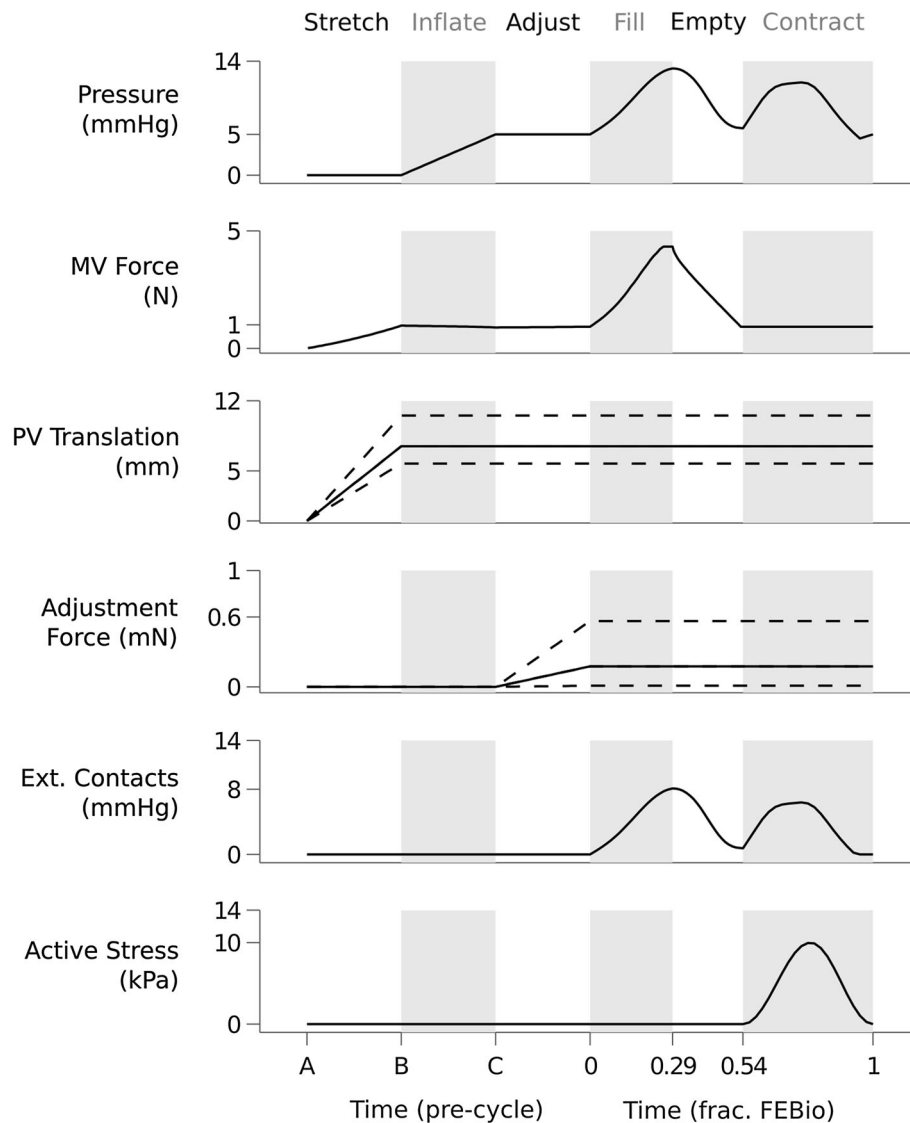 Stretch Inflate Adjust Fill Empty Contract
Pressure
(mmHg)
14
5
0
MV Force
(N)
5
1
0
PV Translation
(mm)
12
5
0
Adjustment
Force (mN)
1
0.6
0
Ext. Contacts
(mmHg)
14
8
0
Active Stress
(kPa)
14
10
0
A B C 0 0.29 0.54 1
Time (pre-cycle) Time (frac. FEBio)